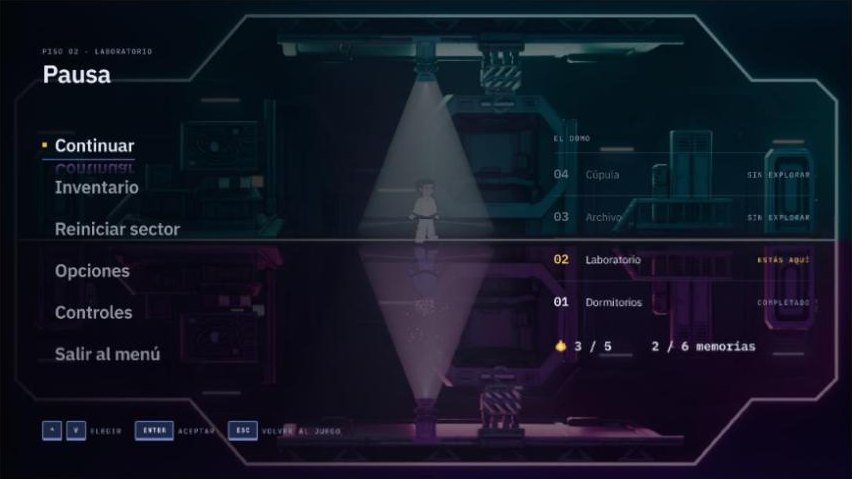 PISO 02 - LABORATORIO
Pausa
Continuar
Inventario
Reiniciar sector
Opciones
Controles
Salir al menú
EL DOMO
04 Cúpula SIN EXPLORAR
03 Archivo SIN EXPLORAR
02 Laboratorio ESTÁS AQUÍ
01 Dormitorios COMPLETADO
3 / 5 2 / 6 memorias
ELEGIR ENTER ACEPTAR ESC VOLVER AL JUEGO